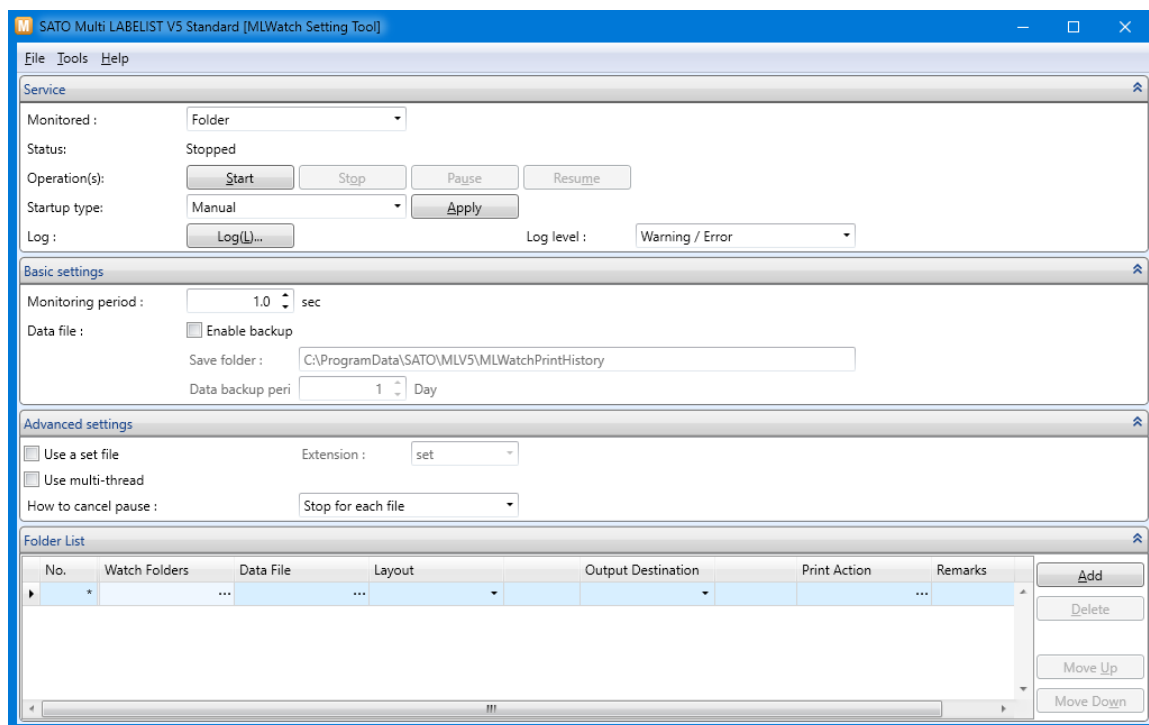 M SATO Multi LABELIST V5 Standard [MLWatch Setting Tool]
File Tools Help
Service
Monitored : Folder
Status: Stopped
Operation(s): Start Stop Pause Resume
Startup type: Manual Apply
Log : Log(L)... Log level : Warning / Error
Basic settings
Monitoring period : 1.0 sec
Data file : Enable backup
Save folder : C:\ProgramData\SATO\MLV5\MLWatchPrintHistory
Data backup peri 1 Day
Advanced settings
Use a set file Extension : set
Use multi-thread
How to cancel pause : Stop for each file
Folder List
No. Watch Folders Data File Layout Output Destination Print Action Remarks
* ... ... ...
Add
Delete
Move Up
Move Down